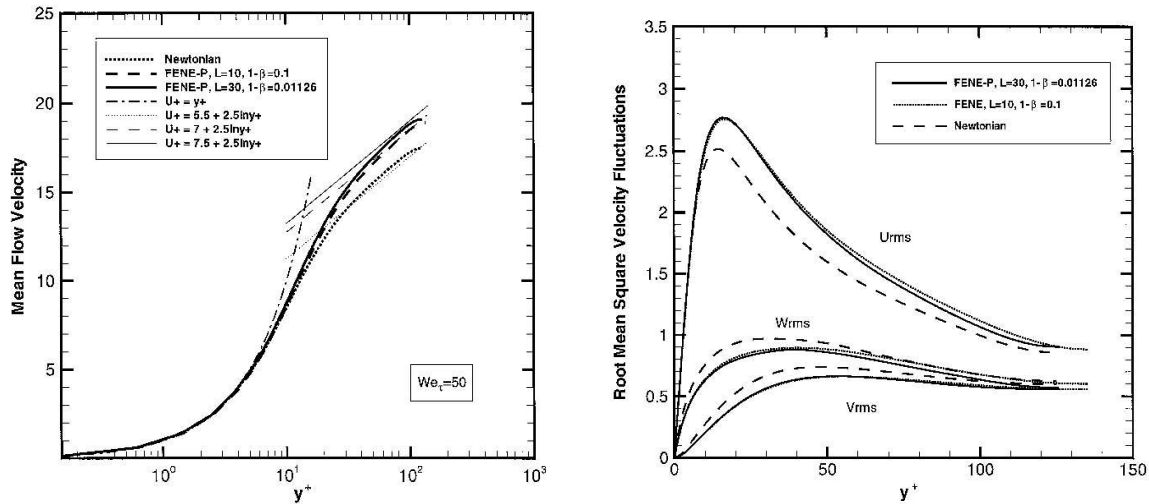 25
20
15
10
5
Mean Flow Velocity
Newtonian
FENE-P, L=10, 1-β=0.1
FENE-P, L=30, 1-β=0.01126
U+ = y+
U+ = 5.5 + 2.5lny+
U+ = 7 + 2.5lny+
U+ = 7.5 + 2.5lny+
Weτ=50
10⁰ 10¹ 10² 10³
y⁺
3.5
3
2.5
2
1.5
1
0.5
0
Root Mean Square Velocity Fluctuations
FENE-P, L=30, 1-β=0.01126
FENE, L=10, 1-β=0.1
Newtonian
Urms
Wrms
Vrms
0 50 100 150
y⁺